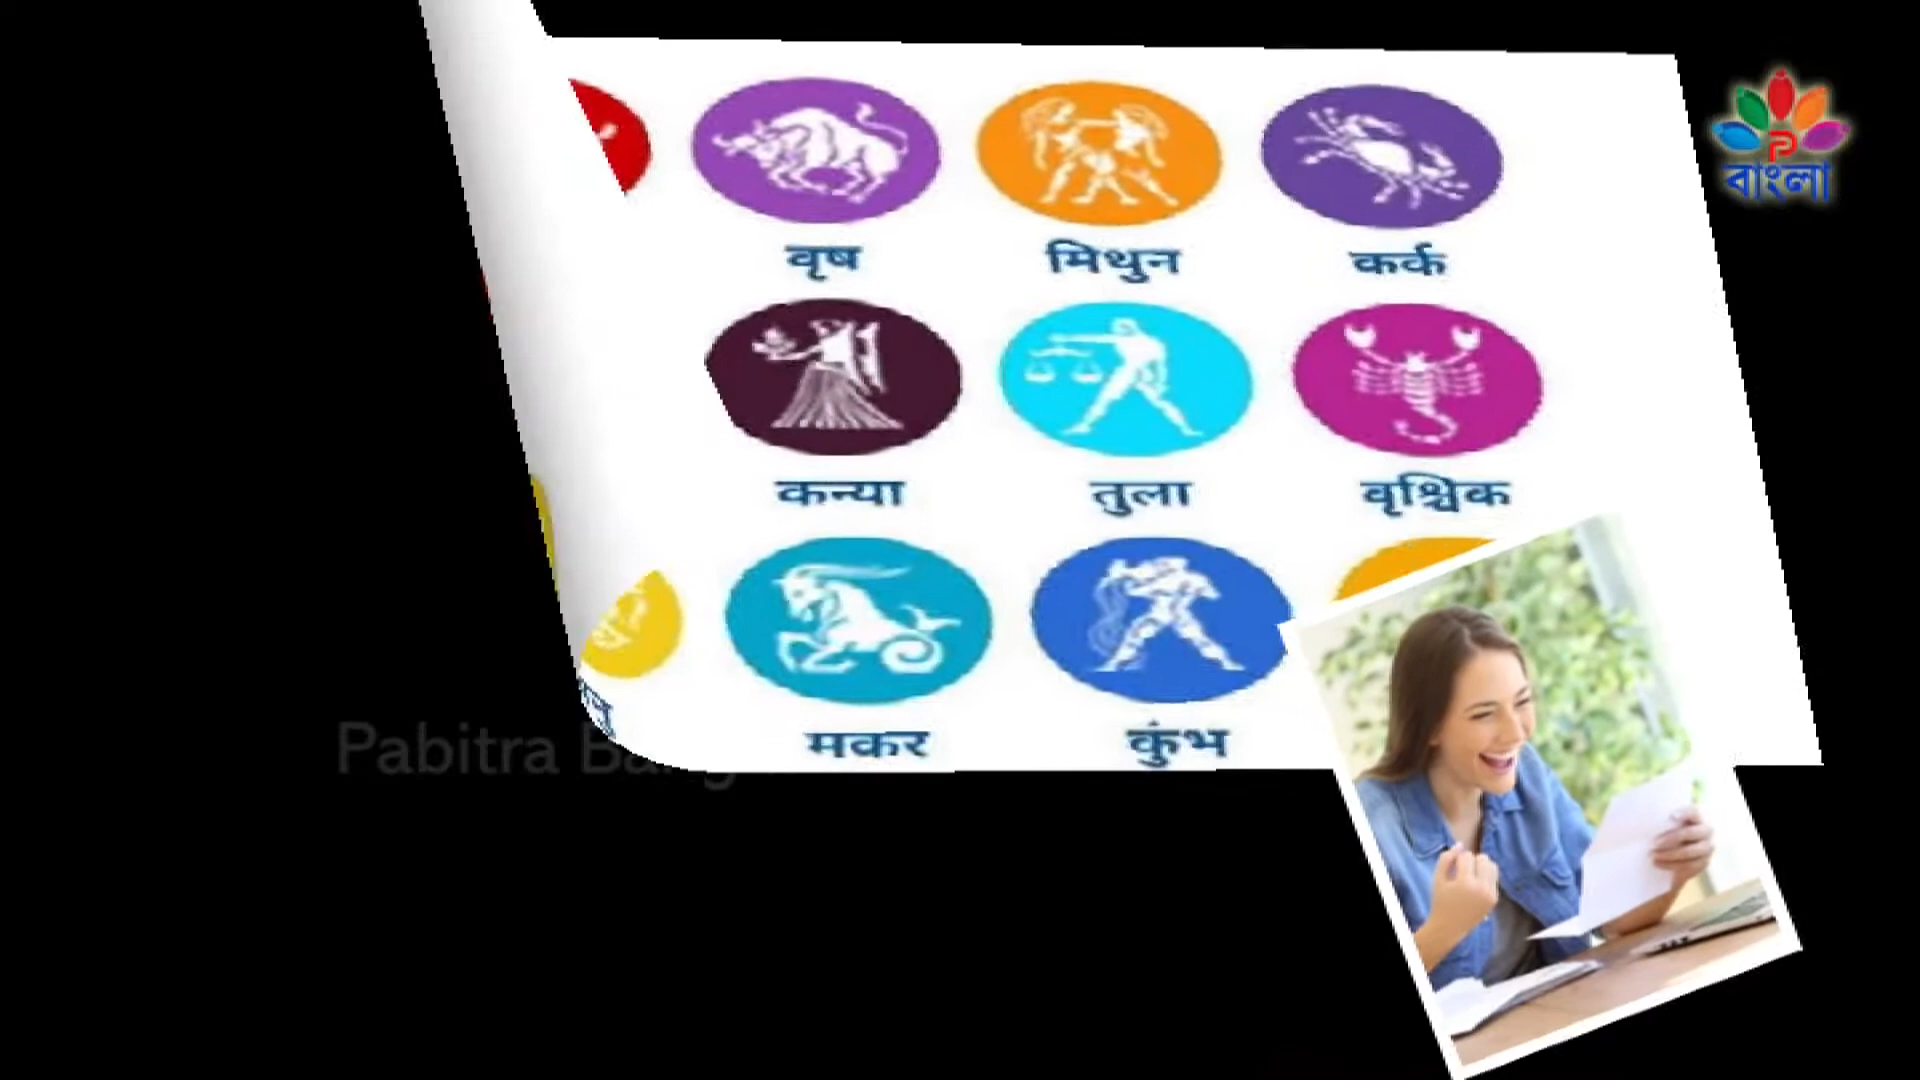 বাংলা
वृष मिथुन कर्क
कन्या तुला वृश्चिक
मकर कुंभ
Pabitra